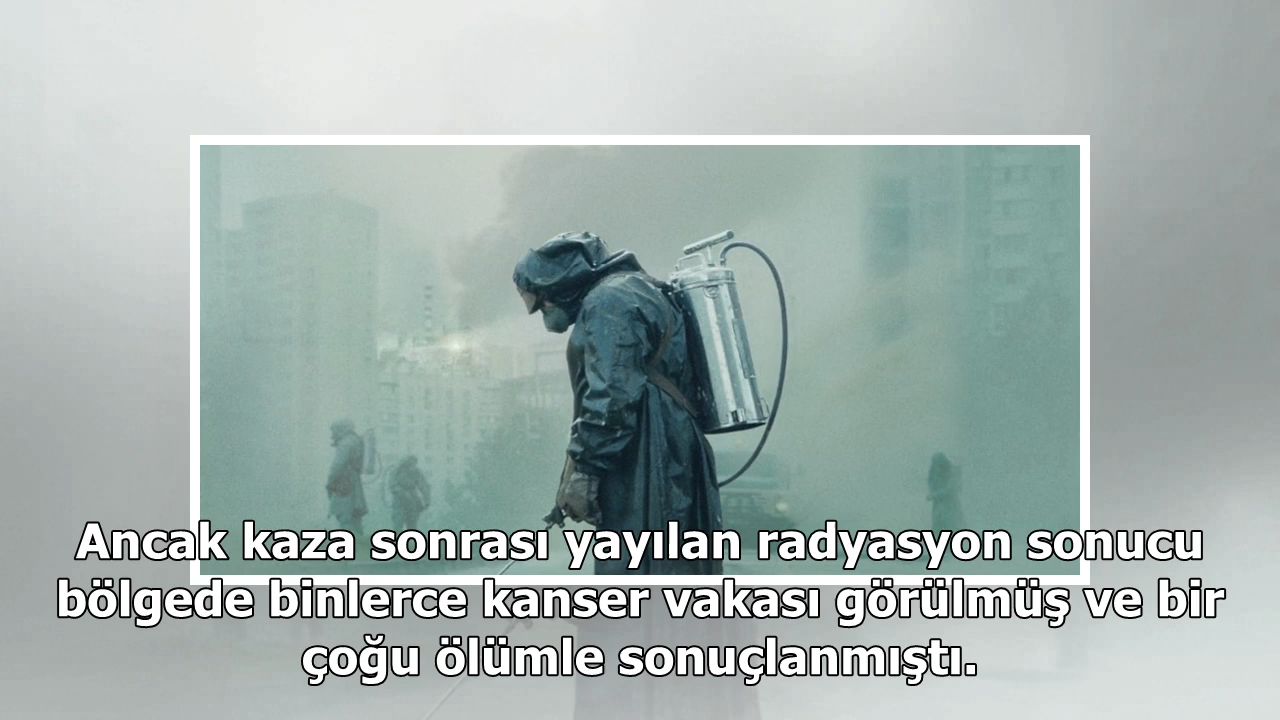 Ancak kaza sonrası yayılan radyasyon sonucu
bölgede binlerce kanser vakası görülmüş ve bir
çoğu ölümle sonuçlanmıştı.